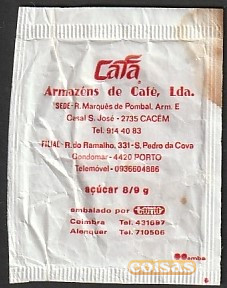 Cafa
Armazéns de Café, Lda.
SEDE-R. Marquês de Pombal, Arm. E
Casal S. José - 2735 CACÉM
Tel. 914 40 83
FILIAL-R. do Ramalho, 331-S. Pedro da Cova
Gondomar - 4420 PORTO
Telemóvel - 0936604886
açúcar 8/9 g
embalado por
Coimbra Tel. 431697
Alenquer Tel. 710506
samba
coisas